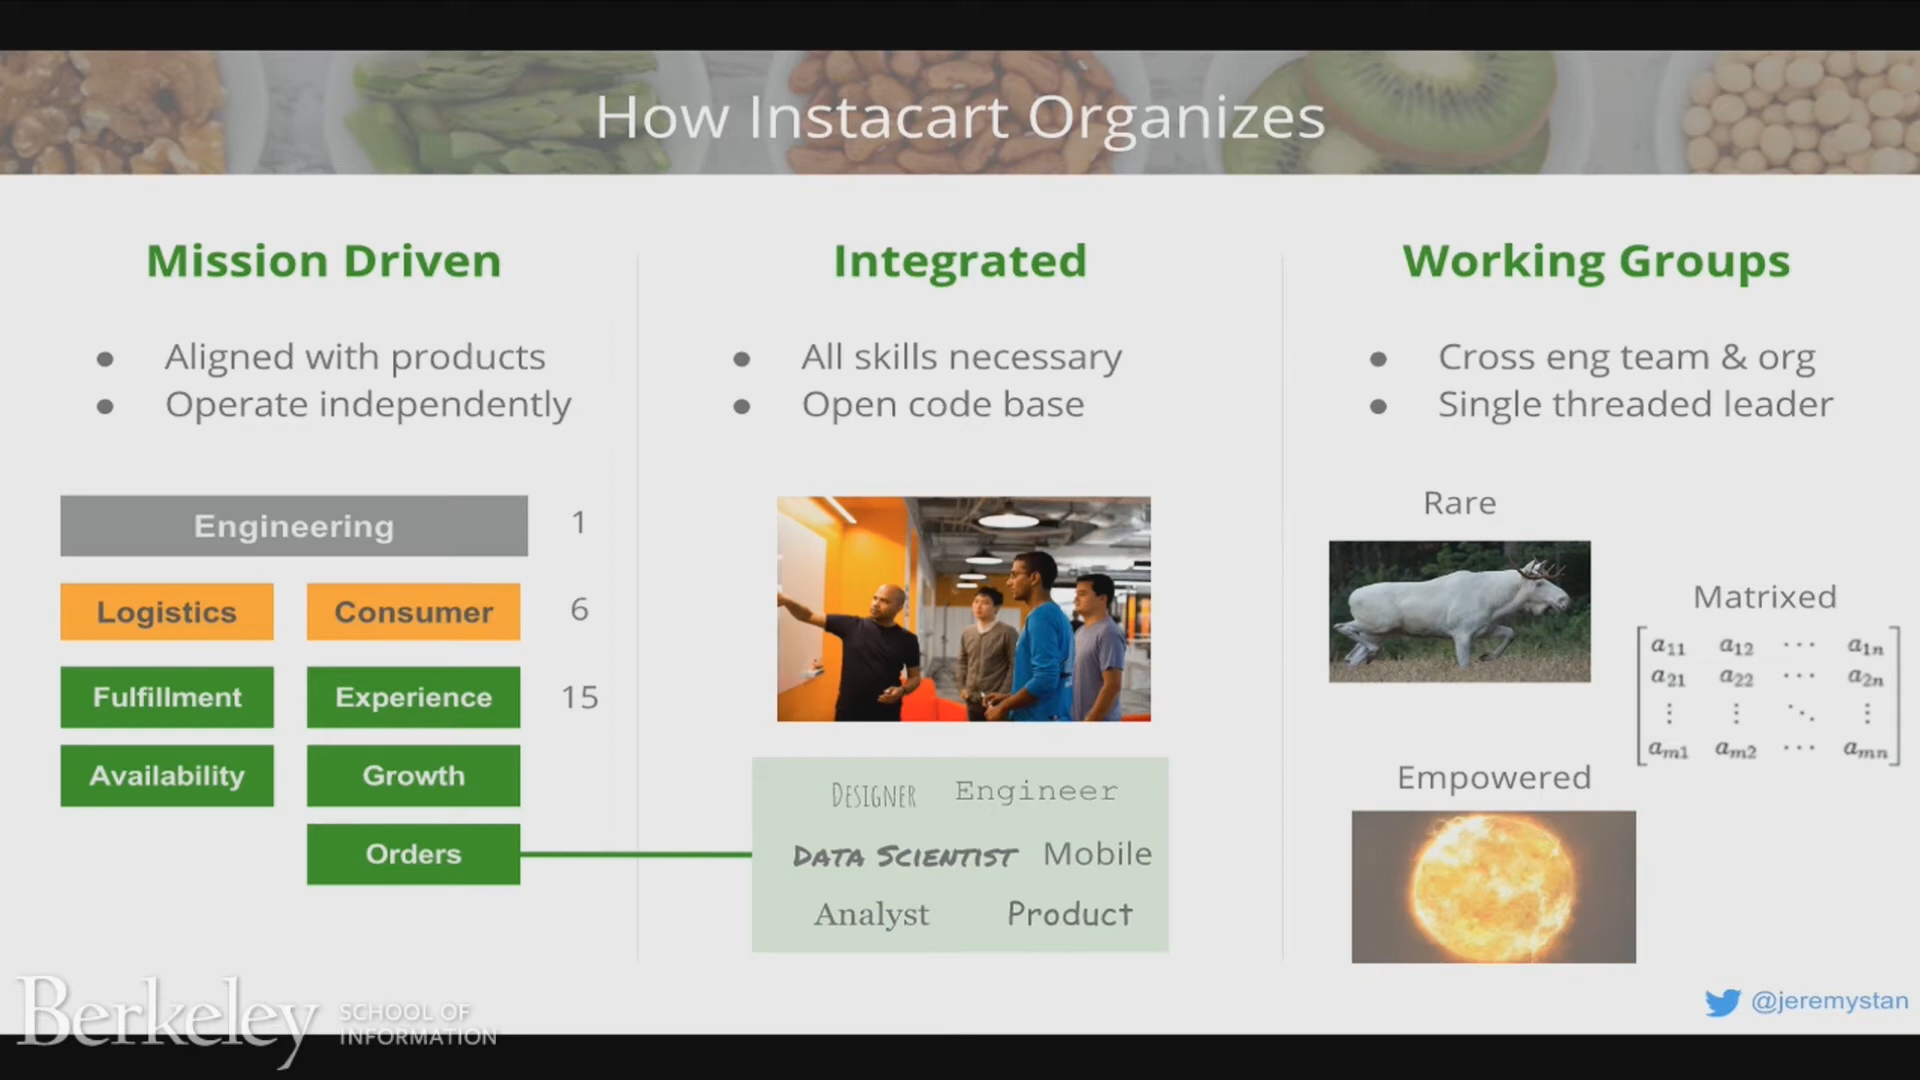 How Instacart Organizes
Mission Driven
● Aligned with products
● Operate independently
Engineering 1
Logistics Consumer 6
Fulfillment Experience 15
Availability Growth
Orders
Integrated
● All skills necessary
● Open code base
Designer Engineer
Data Scientist Mobile
Analyst Product
Working Groups
● Cross eng team & org
● Single threaded leader
Rare
Matrixed
a11 a12 ⋯ a1n
a21 a22 ⋯ a2n
⋮ ⋮ ⋱ ⋮
am1 am2 ⋯ amn
Empowered
@jeremystan
Berkeley SCHOOL OF
INFORMATION